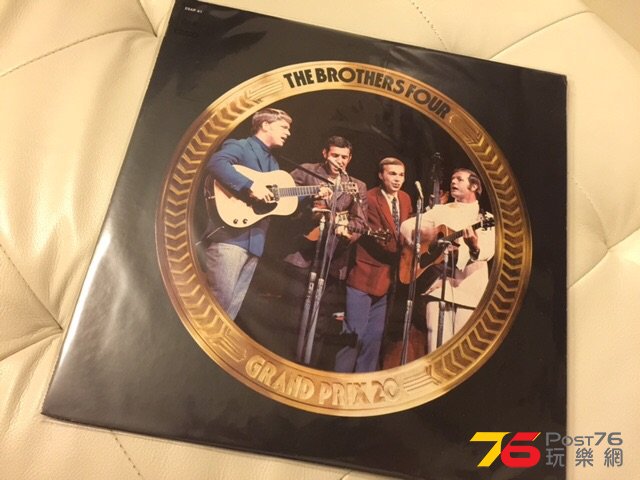 THE BROTHERS FOUR
GRAND PRIX 20
76 POST76
玩樂網